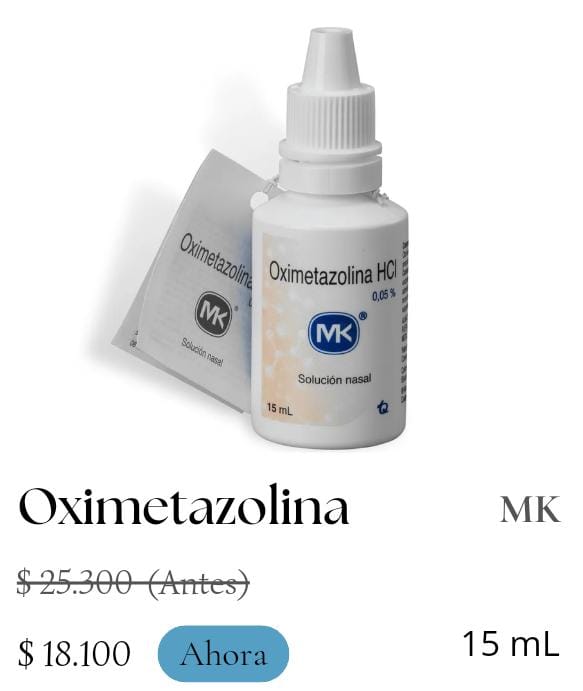 Oximetazolina
MK
Solución nasal
Oximetazolina HCl
0,05 %
MK®
Solución nasal
15 mL
Oximetazolina
MK
$ 25.300 (Antes)
$ 18.100
Ahora
15 mL